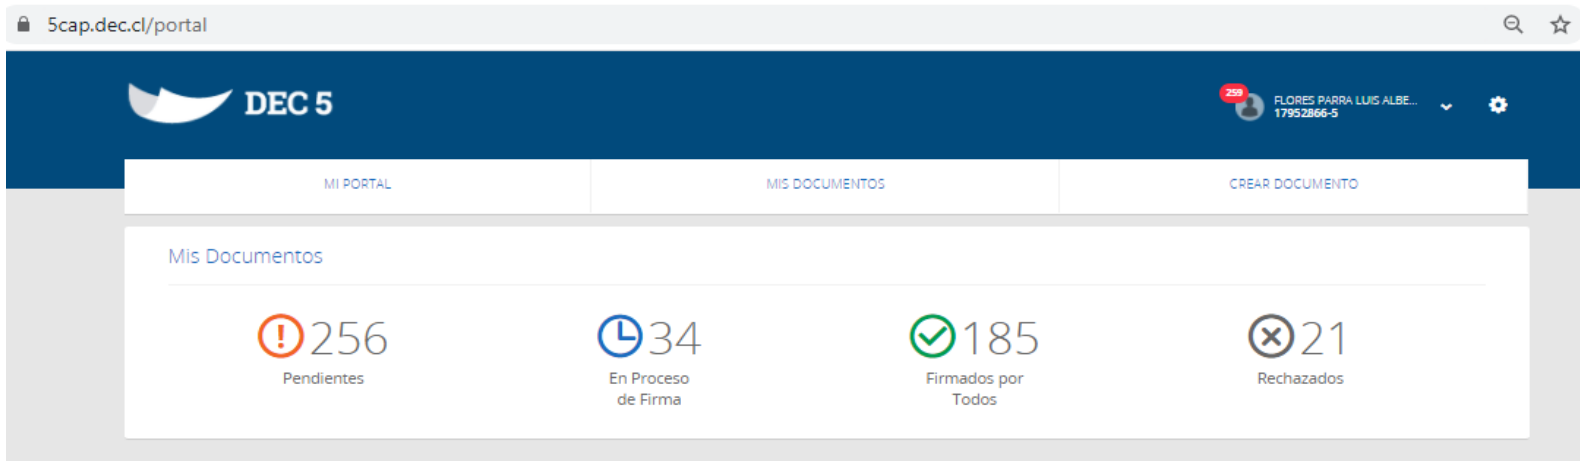 5cap.dec.cl/portal
DEC 5
259
FLORES PARRA LUIS ALBE...
17952866-5
MI PORTAL
MIS DOCUMENTOS
CREAR DOCUMENTO
Mis Documentos
256
Pendientes
34
En Proceso
de Firma
185
Firmados por
Todos
21
Rechazados